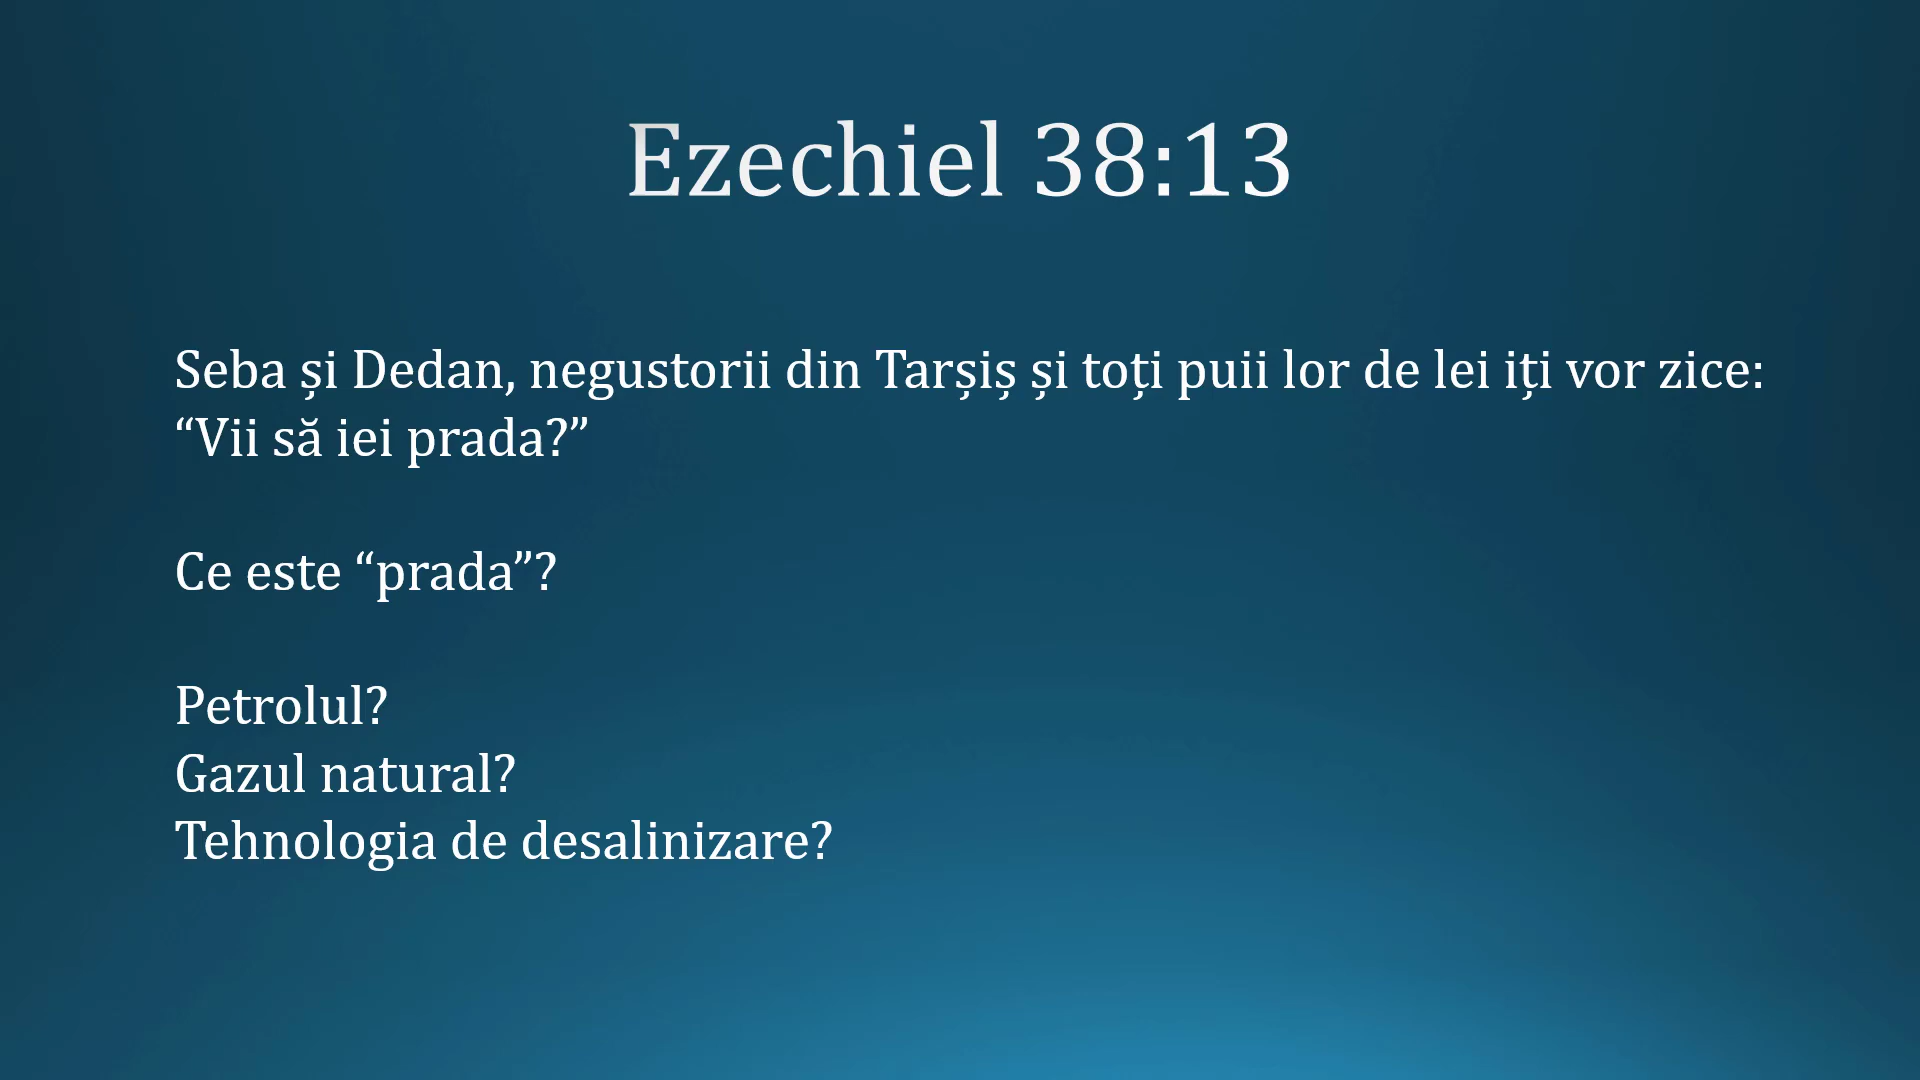 Ezechiel 38:13
Seba și Dedan, negustorii din Tarșiș și toți puii lor de lei iți vor zice:
“Vii să iei prada?”
Ce este “prada”?
Petrolul?
Gazul natural?
Tehnologia de desalinizare?